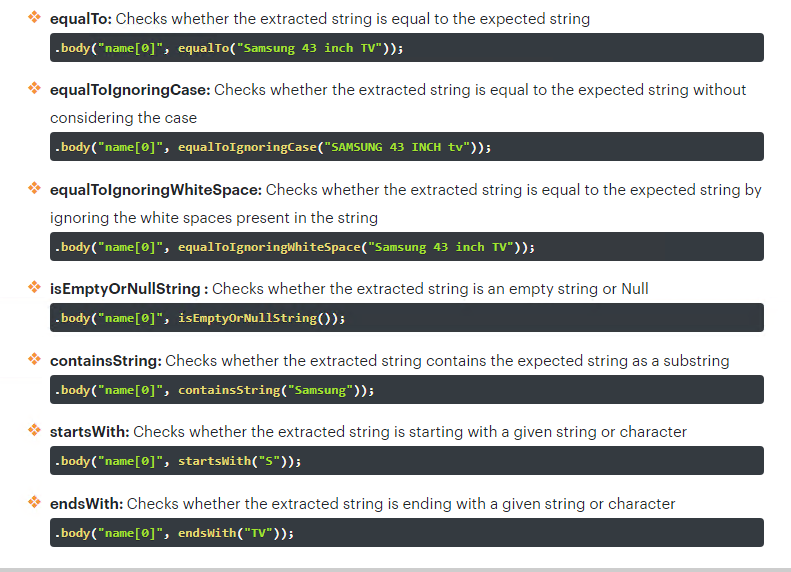 equalTo: Checks whether the extracted string is equal to the expected string
.body("name[0]", equalTo("Samsung 43 inch TV"));
equalToIgnoringCase: Checks whether the extracted string is equal to the expected string without
considering the case
.body("name[0]", equalToIgnoringCase("SAMSUNG 43 INCH tv"));
equalToIgnoringWhiteSpace: Checks whether the extracted string is equal to the expected string by
ignoring the white spaces present in the string
.body("name[0]", equalToIgnoringWhiteSpace("Samsung 43 inch TV"));
isEmptyOrNullString : Checks whether the extracted string is an empty string or Null
.body("name[0]", isEmptyOrNullString());
containsString: Checks whether the extracted string contains the expected string as a substring
.body("name[0]", containsString("Samsung"));
startsWith: Checks whether the extracted string is starting with a given string or character
.body("name[0]", startsWith("S"));
endsWith: Checks whether the extracted string is ending with a given string or character
.body("name[0]", endsWith("TV"));